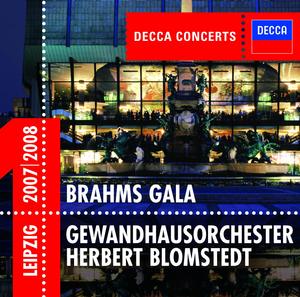 DECCA CONCERTS
DECCA
LEIPZIG 2007|2008
BRAHMS GALA
GEWANDHAUSORCHESTER
HERBERT BLOMSTEDT